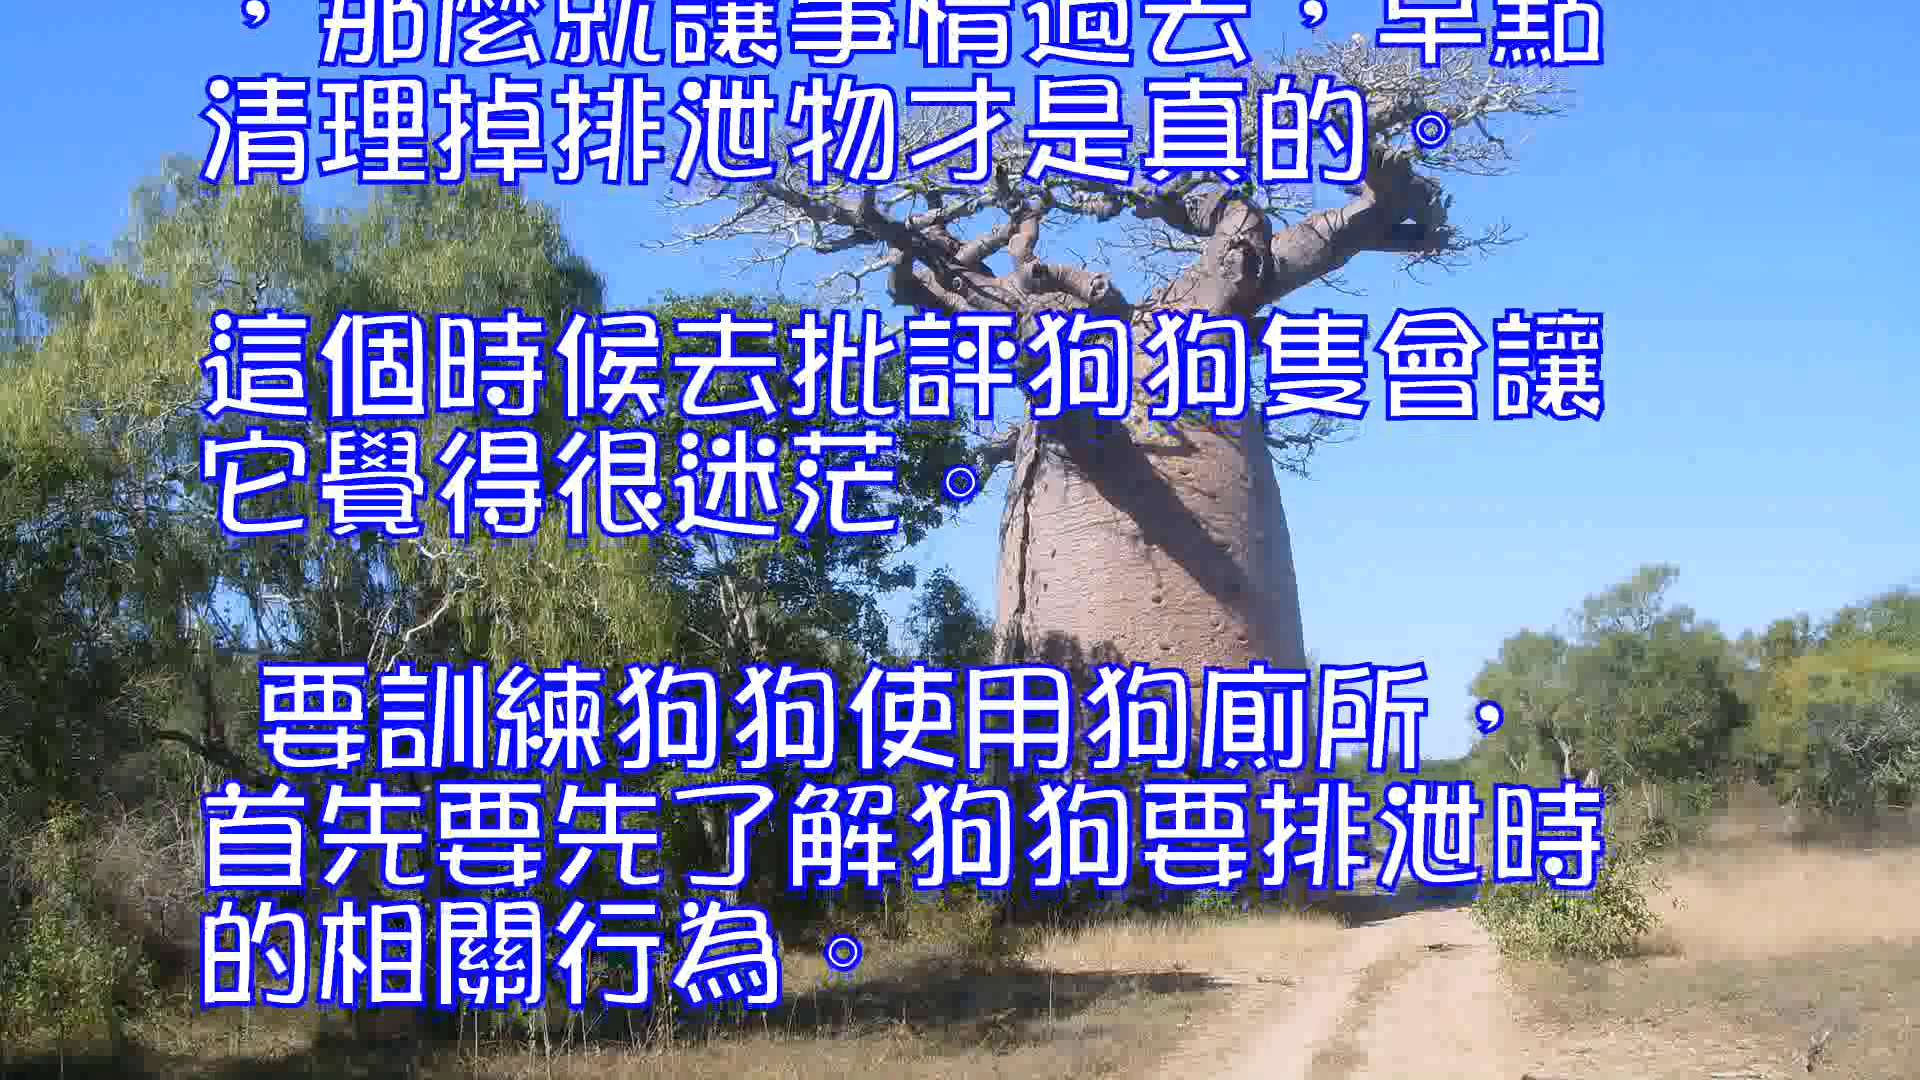 ，那麼就讓事情過去，早點
清理掉排泄物才是真的。
這個時候去批評狗狗隻會讓
它覺得很迷茫。
要訓練狗狗使用狗廁所，
首先要先了解狗狗要排泄時
的相關行為。